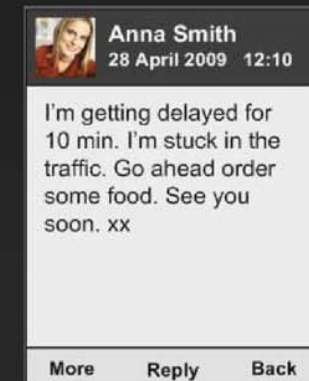 Anna Smith
28 April 2009 12:10
I'm getting delayed for
10 min. I'm stuck in the
traffic. Go ahead order
some food. See you
soon. xx
More Reply Back